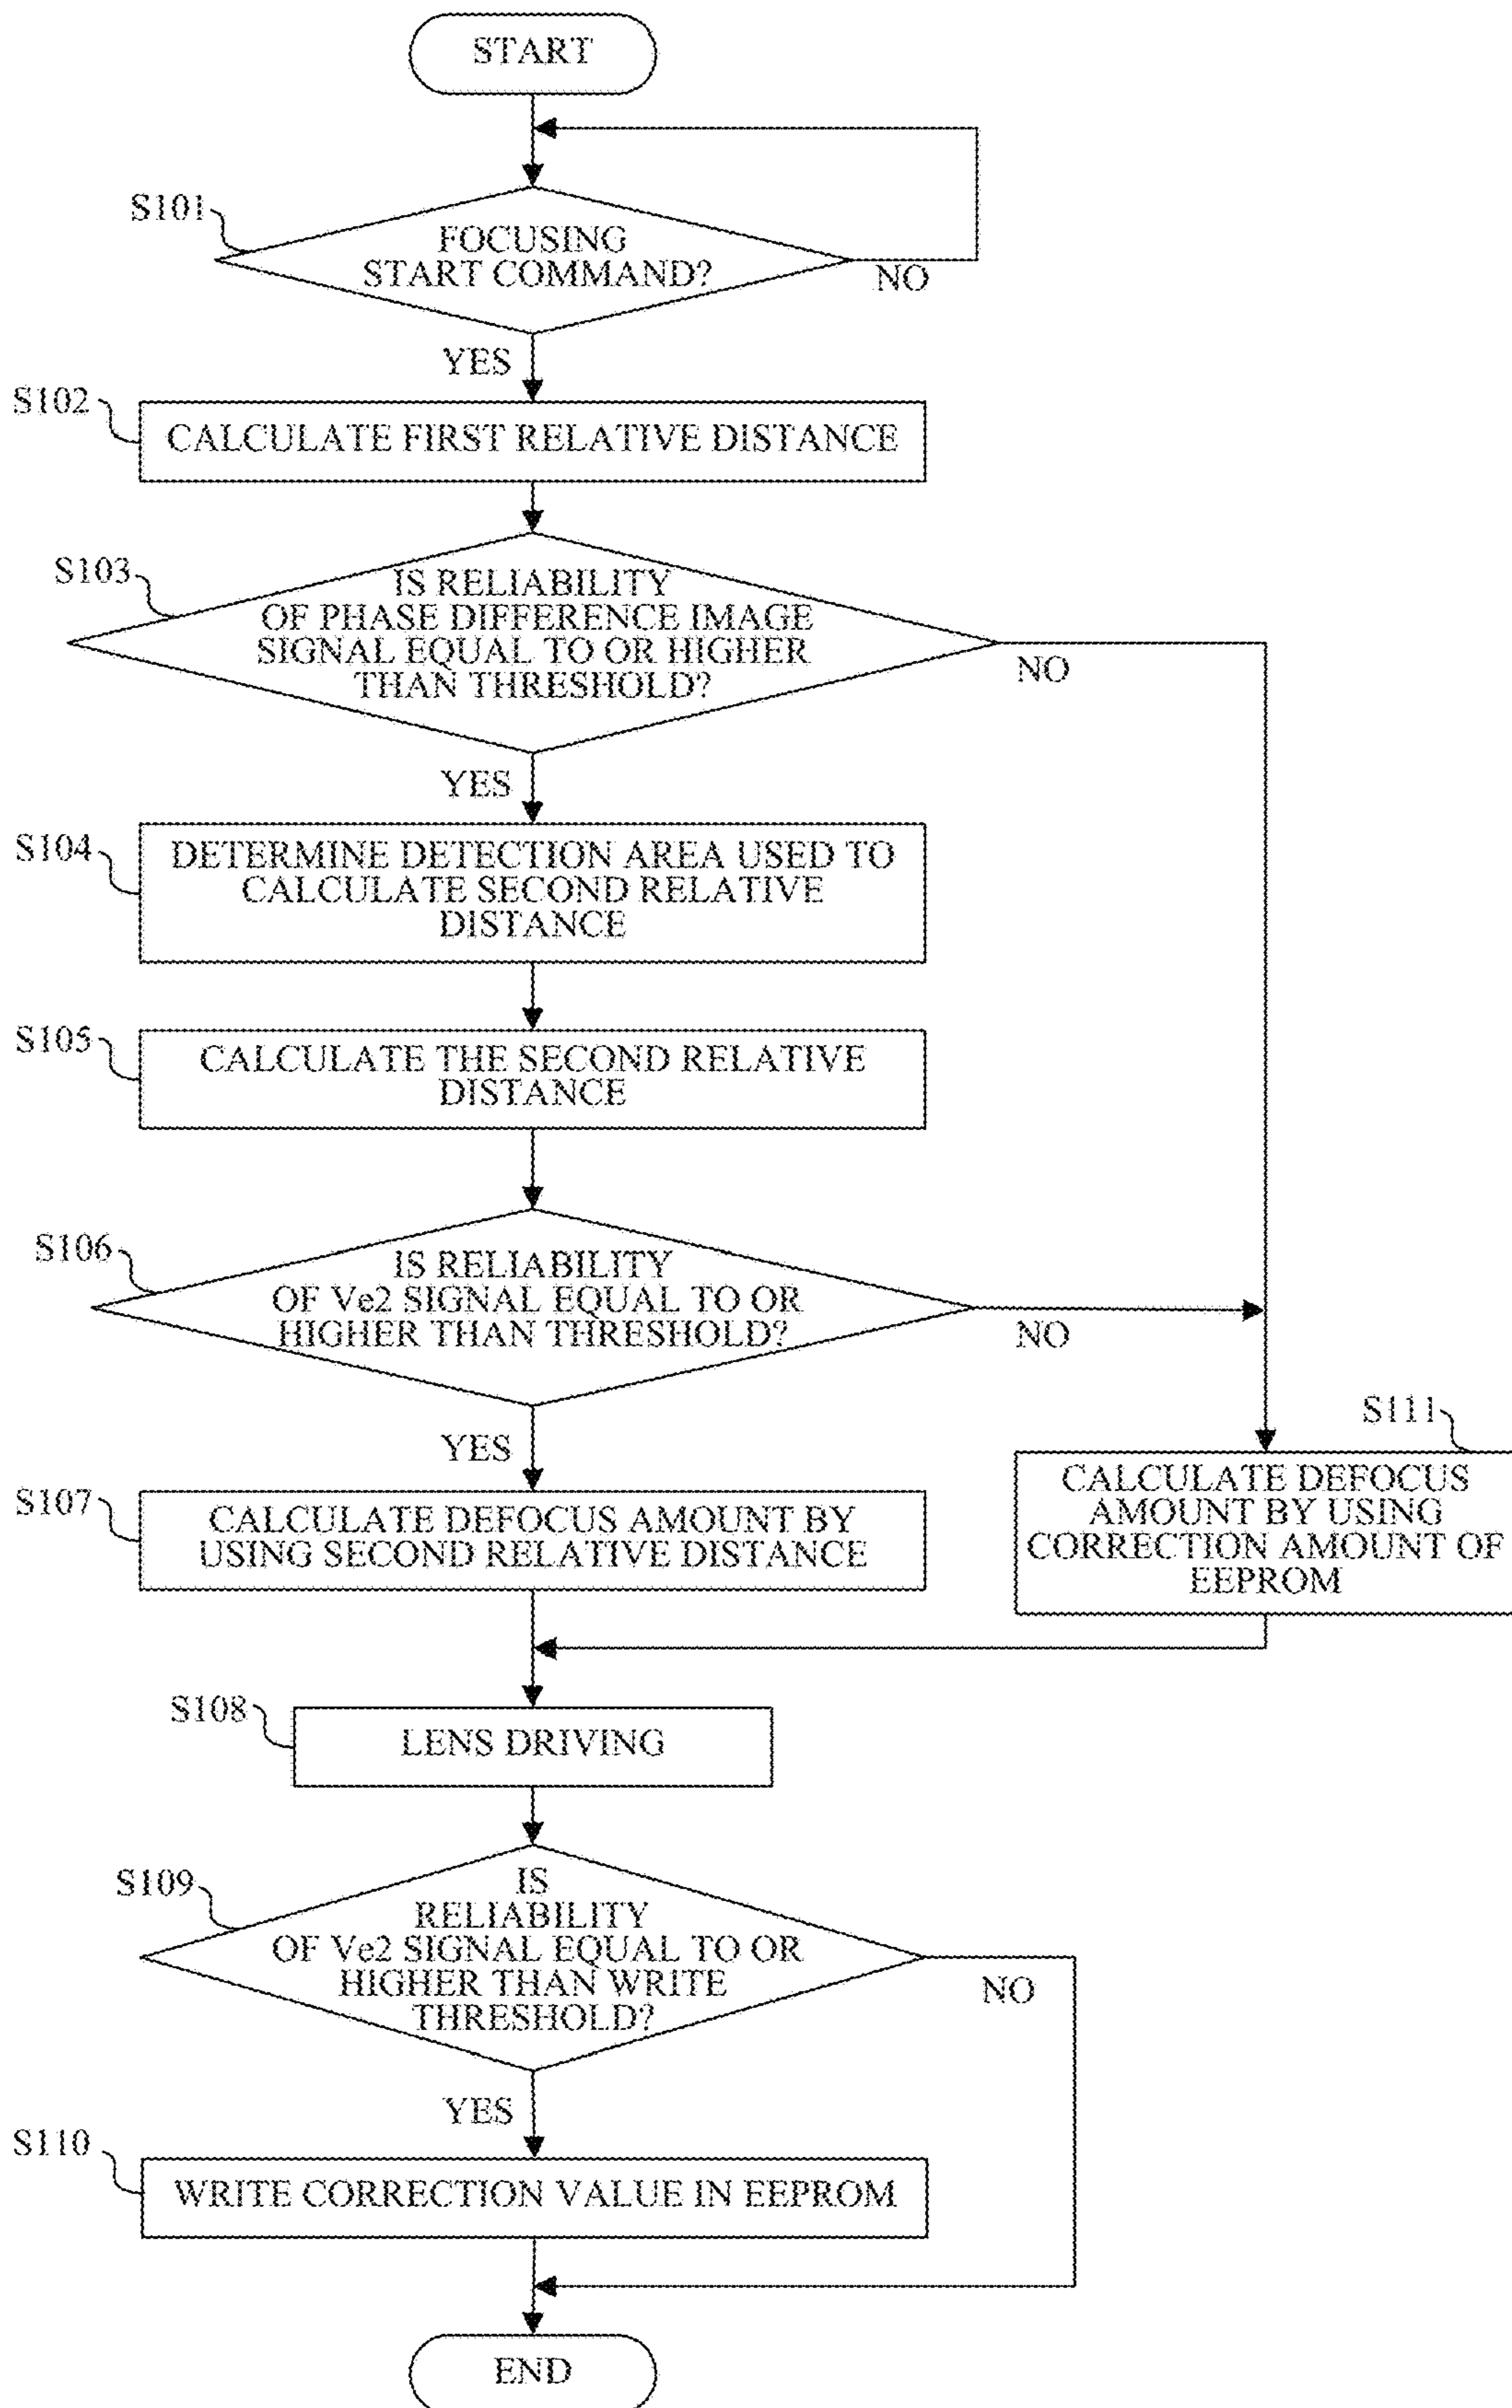 START
S101
FOCUSING
START COMMAND?
NO
YES
S102
CALCULATE FIRST RELATIVE DISTANCE
S103
IS RELIABILITY
OF PHASE DIFFERENCE IMAGE
SIGNAL EQUAL TO OR HIGHER
THAN THRESHOLD?
NO
YES
S104
DETERMINE DETECTION AREA USED TO
CALCULATE SECOND RELATIVE
DISTANCE
S105
CALCULATE THE SECOND RELATIVE
DISTANCE
S106
IS RELIABILITY
OF Ve2 SIGNAL EQUAL TO OR
HIGHER THAN THRESHOLD?
NO
YES
S107
CALCULATE DEFOCUS AMOUNT BY
USING SECOND RELATIVE DISTANCE
S111
CALCULATE DEFOCUS
AMOUNT BY USING
CORRECTION AMOUNT OF
EEPROM
S108
LENS DRIVING
S109
IS
RELIABILITY
OF Ve2 SIGNAL EQUAL TO OR
HIGHER THAN WRITE
THRESHOLD?
NO
YES
S110
WRITE CORRECTION VALUE IN EEPROM
END